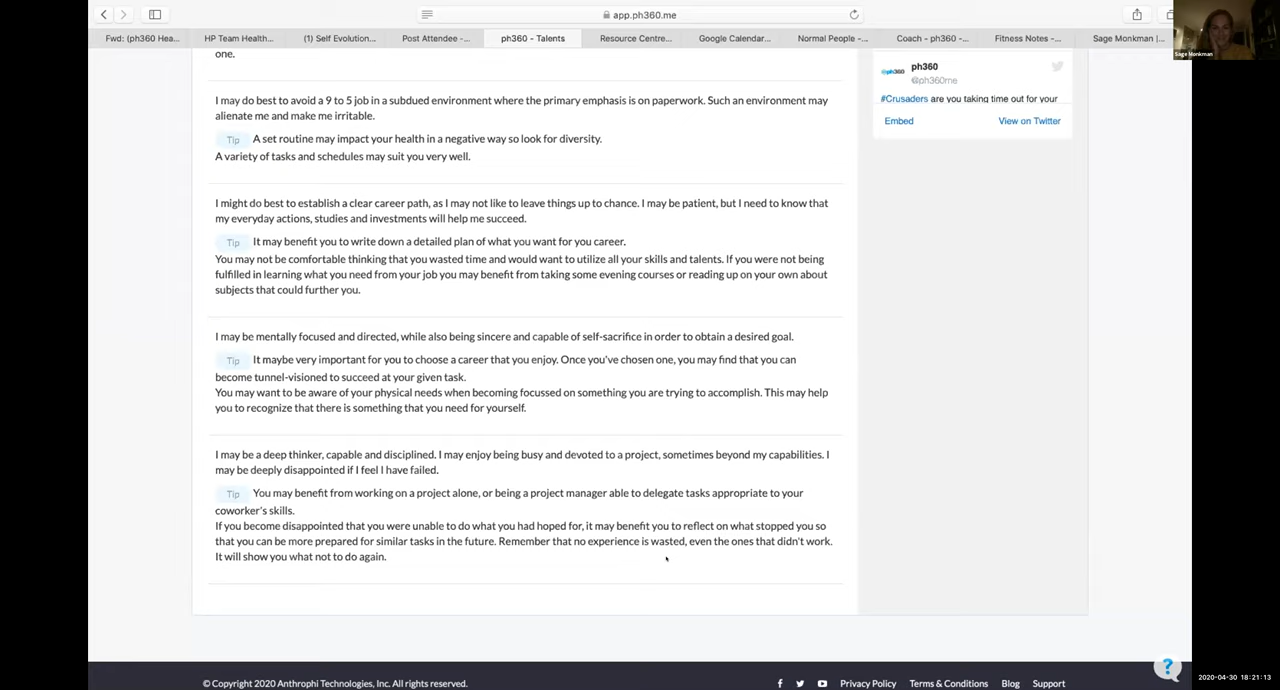 app.ph360.me
Fwd: (ph360 Hea...
HP Team Health...
(1) Self Evolution...
Post Attendee -...
ph360 - Talents
Resource Centre...
Google Calendar...
Normal People -...
Coach - ph360 -...
Fitness Notes -...
Sage Monkman |...
Sage Monkman
one.
I may do best to avoid a 9 to 5 job in a subdued environment where the primary emphasis is on paperwork. Such an environment may
alienate me and make me irritable.
Tip A set routine may impact your health in a negative way so look for diversity.
A variety of tasks and schedules may suit you very well.
I might do best to establish a clear career path, as I may not like to leave things up to chance. I may be patient, but I need to know that
my everyday actions, studies and investments will help me succeed.
Tip It may benefit you to write down a detailed plan of what you want for you career.
You may not be comfortable thinking that you wasted time and would want to utilize all your skills and talents. If you were not being
fulfilled in learning what you need from your job you may benefit from taking some evening courses or reading up on your own about
subjects that could further you.
I may be mentally focused and directed, while also being sincere and capable of self-sacrifice in order to obtain a desired goal.
Tip It maybe very important for you to choose a career that you enjoy. Once you've chosen one, you may find that you can
become tunnel-visioned to succeed at your given task.
You may want to be aware of your physical needs when becoming focussed on something you are trying to accomplish. This may help
you to recognize that there is something that you need for yourself.
I may be a deep thinker, capable and disciplined. I may enjoy being busy and devoted to a project, sometimes beyond my capabilities. I
may be deeply disappointed if I feel I have failed.
Tip You may benefit from working on a project alone, or being a project manager able to delegate tasks appropriate to your
coworker's skills.
If you become disappointed that you were unable to do what you had hoped for, it may benefit you to reflect on what stopped you so
that you can be more prepared for similar tasks in the future. Remember that no experience is wasted, even the ones that didn't work.
It will show you what not to do again.
ph360
@ph360me
#Crusaders are you taking time out for your
Embed
View on Twitter
?
© Copyright 2020 Anthrophi Technologies, Inc. All rights reserved.
Privacy Policy
Terms & Conditions
Blog
Support
2020-04-30 18:21:13